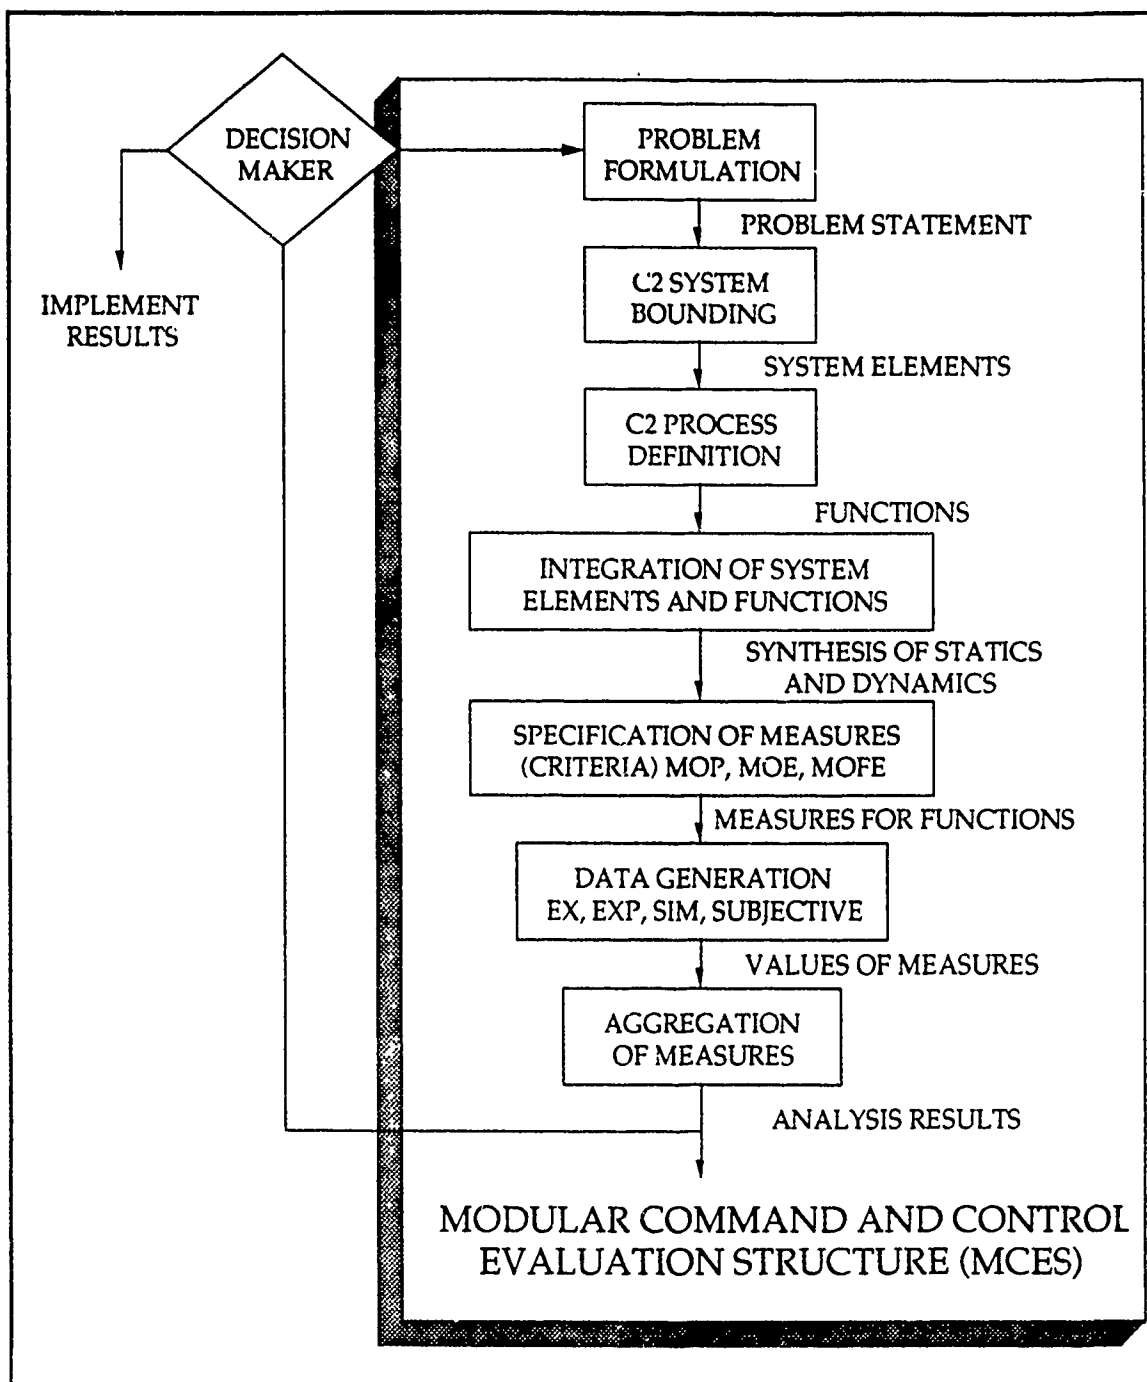 DECISION
MAKER
IMPLEMENT
RESULTS
PROBLEM
FORMULATION
PROBLEM STATEMENT
C2 SYSTEM
BOUNDING
SYSTEM ELEMENTS
C2 PROCESS
DEFINITION
FUNCTIONS
INTEGRATION OF SYSTEM
ELEMENTS AND FUNCTIONS
SYNTHESIS OF STATICS
AND DYNAMICS
SPECIFICATION OF MEASURES
(CRITERIA) MOP, MOE, MOFE
MEASURES FOR FUNCTIONS
DATA GENERATION
EX, EXP, SIM, SUBJECTIVE
VALUES OF MEASURES
AGGREGATION
OF MEASURES
ANALYSIS RESULTS
MODULAR COMMAND AND CONTROL
EVALUATION STRUCTURE (MCES)